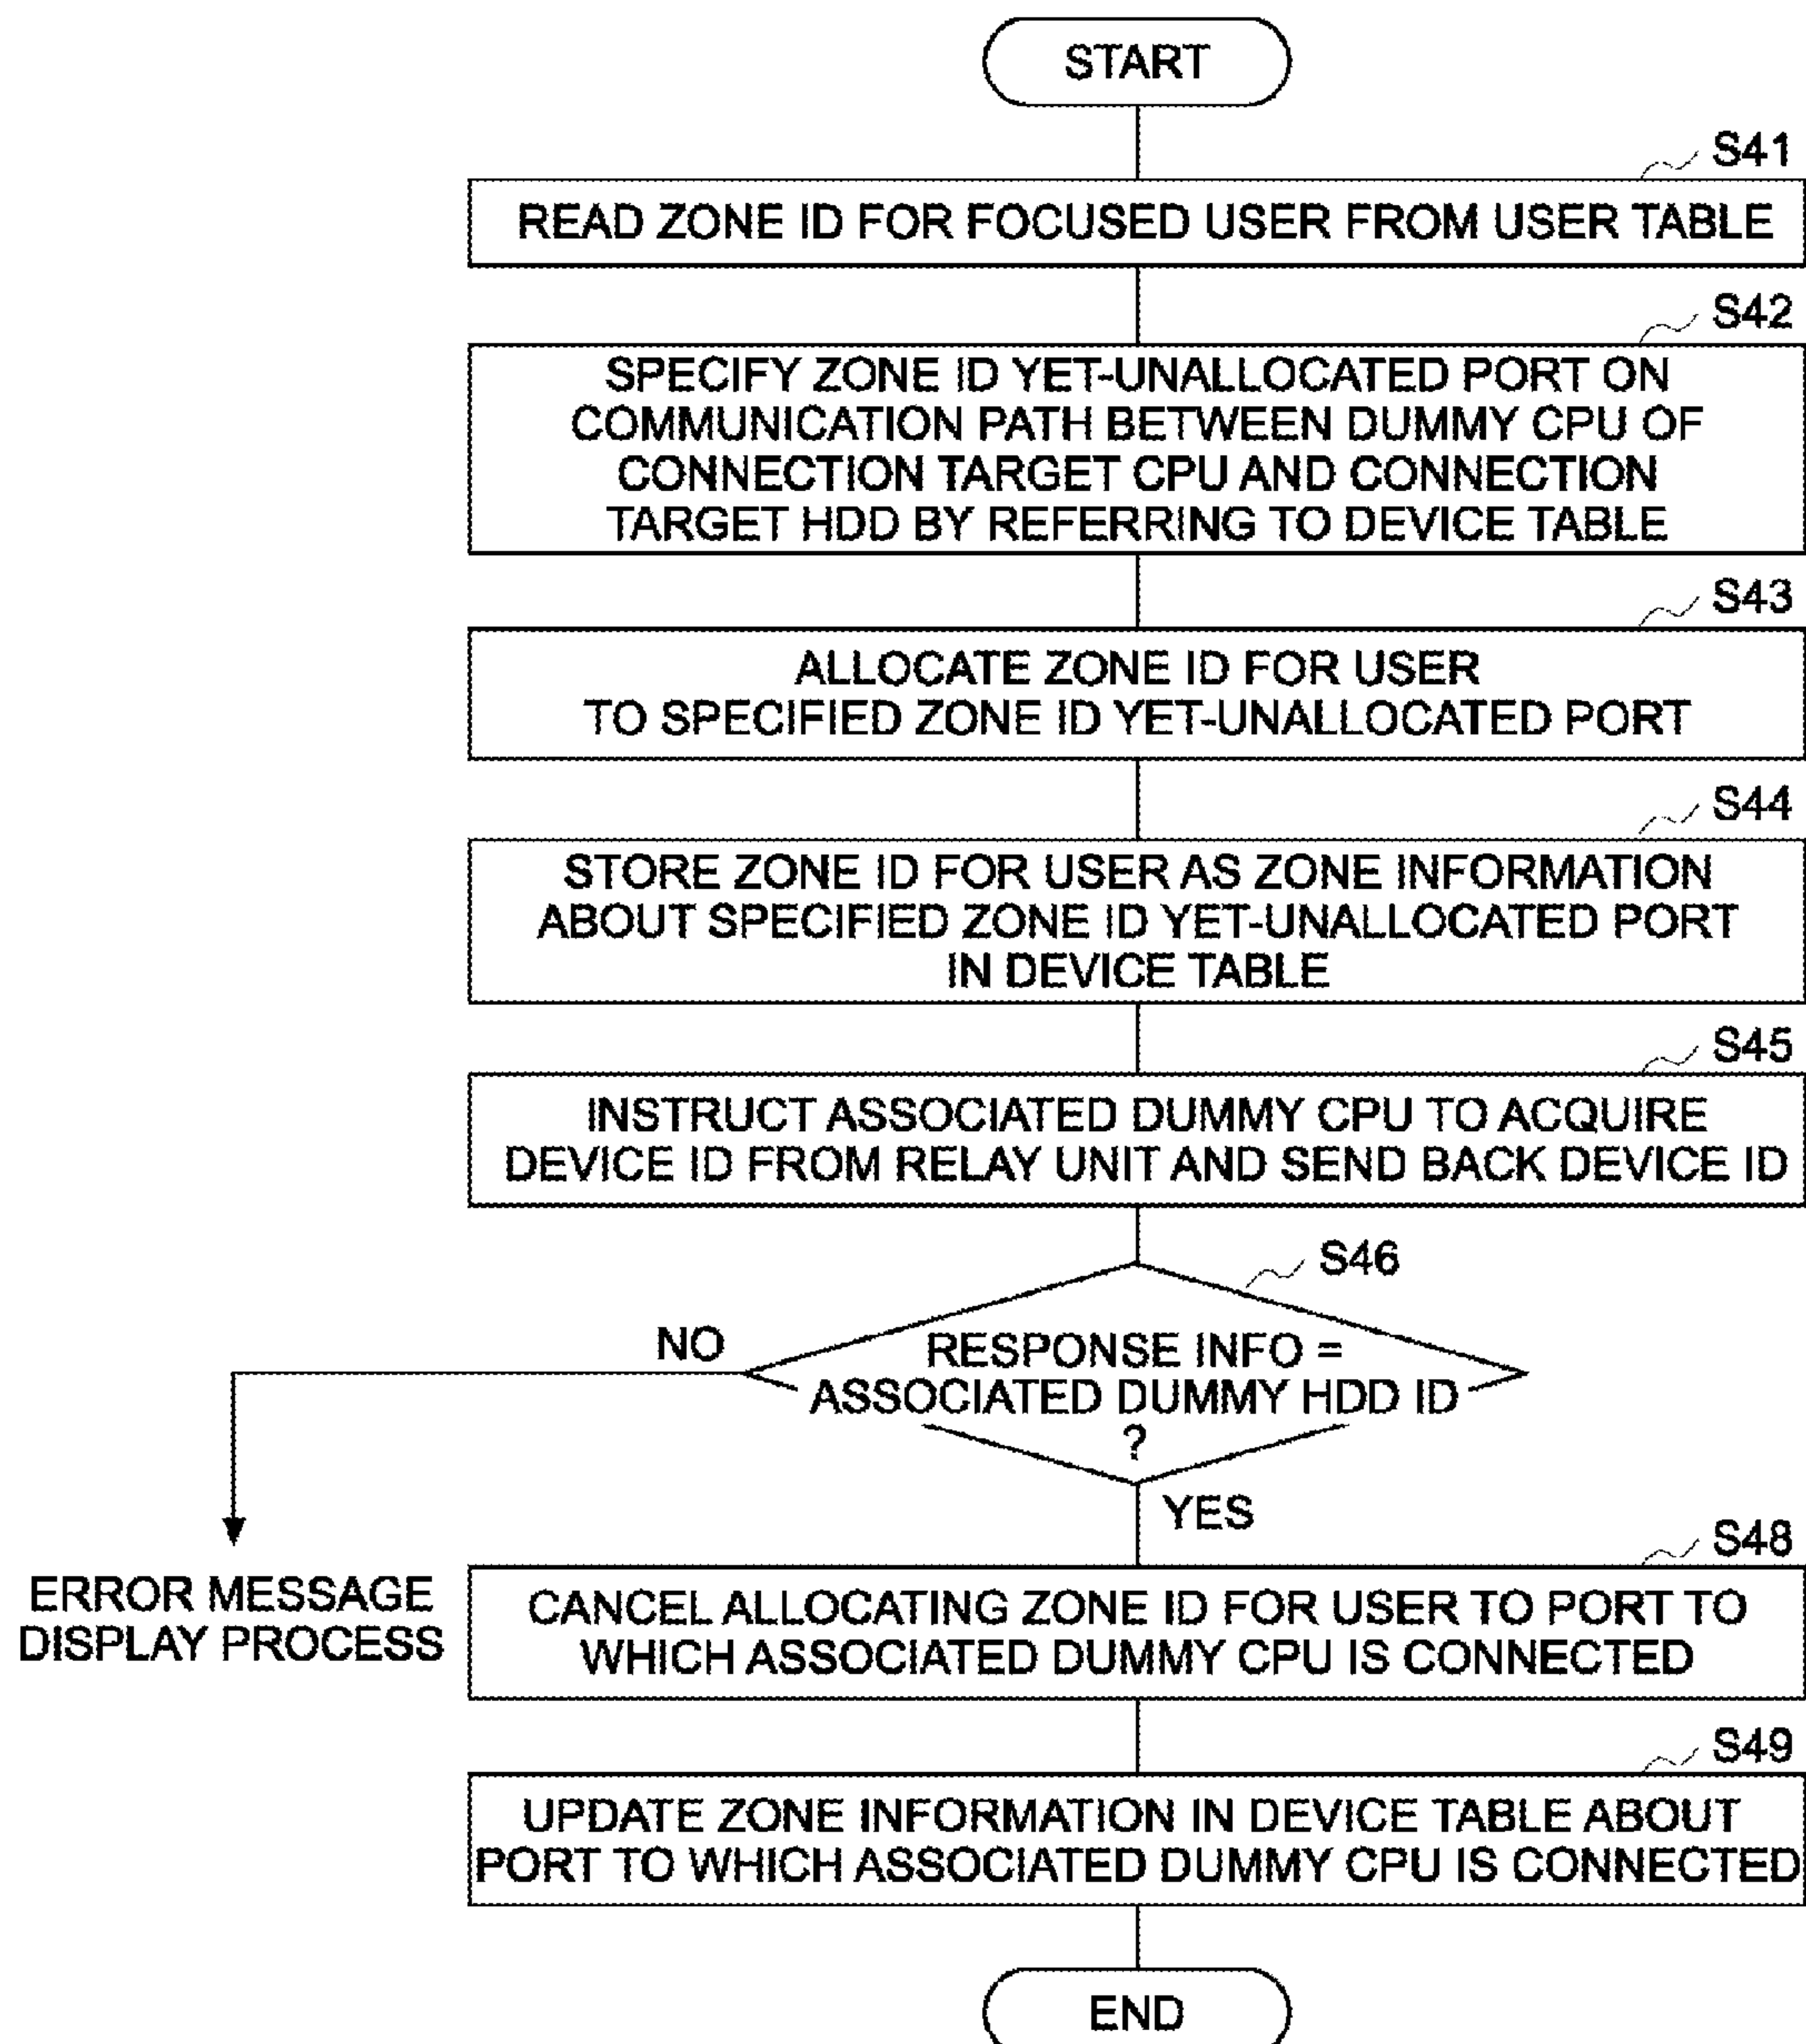 START
S41
READ ZONE ID FOR FOCUSED USER FROM USER TABLE
S42
SPECIFY ZONE ID YET-UNALLOCATED PORT ON
COMMUNICATION PATH BETWEEN DUMMY CPU OF
CONNECTION TARGET CPU AND CONNECTION
TARGET HDD BY REFERRING TO DEVICE TABLE
S43
ALLOCATE ZONE ID FOR USER
TO SPECIFIED ZONE ID YET-UNALLOCATED PORT
S44
STORE ZONE ID FOR USER AS ZONE INFORMATION
ABOUT SPECIFIED ZONE ID YET-UNALLOCATED PORT
IN DEVICE TABLE
S45
INSTRUCT ASSOCIATED DUMMY CPU TO ACQUIRE
DEVICE ID FROM RELAY UNIT AND SEND BACK DEVICE ID
S46
NO
RESPONSE INFO =
ASSOCIATED DUMMY HDD ID
?
YES
ERROR MESSAGE
DISPLAY PROCESS
S48
CANCEL ALLOCATING ZONE ID FOR USER TO PORT TO
WHICH ASSOCIATED DUMMY CPU IS CONNECTED
S49
UPDATE ZONE INFORMATION IN DEVICE TABLE ABOUT
PORT TO WHICH ASSOCIATED DUMMY CPU IS CONNECTED
END